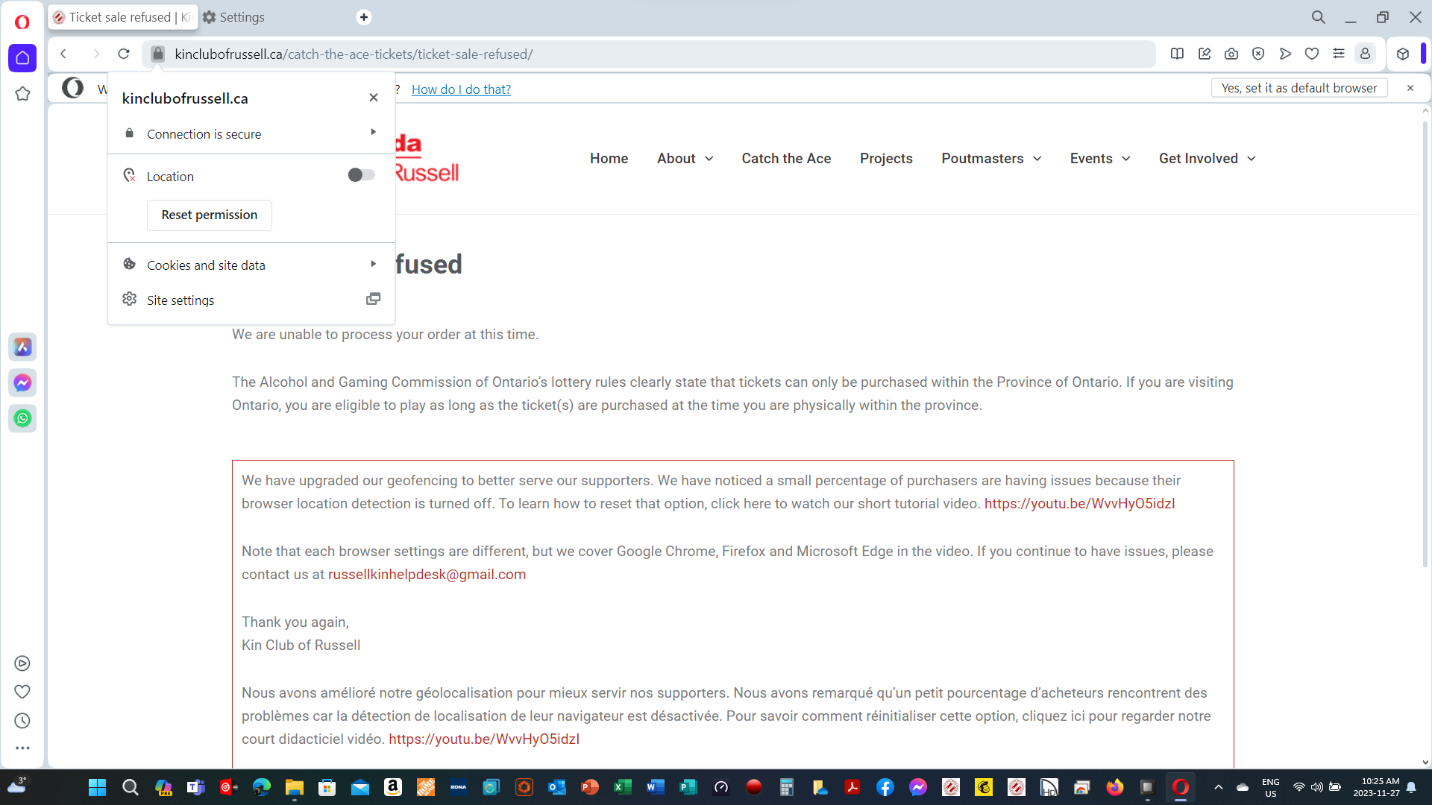 Ticket sale refused | Ki
Settings
kinclubofrussell.ca/catch-the-ace-tickets/ticket-sale-refused/
W
? How do I do that?
Yes, set it as default browser
kinclubofrussell.ca
Connection is secure
Location
Reset permission
Cookies and site data
Site settings
da
Russell
Home About Catch the Ace Projects Poutmasters Events Get Involved
fused
We are unable to process your order at this time.
The Alcohol and Gaming Commission of Ontario's lottery rules clearly state that tickets can only be purchased within the Province of Ontario. If you are visiting
Ontario, you are eligible to play as long as the ticket(s) are purchased at the time you are physically within the province.
We have upgraded our geofencing to better serve our supporters. We have noticed a small percentage of purchasers are having issues because their
browser location detection is turned off. To learn how to reset that option, click here to watch our short tutorial video. https://youtu.be/WvvHyO5idzI
Note that each browser settings are different, but we cover Google Chrome, Firefox and Microsoft Edge in the video. If you continue to have issues, please
contact us at russellkinhelpdesk@gmail.com
Thank you again,
Kin Club of Russell
Nous avons amélioré notre géolocalisation pour mieux servir nos supporters. Nous avons remarqué qu'un petit pourcentage d'acheteurs rencontrent des
problèmes car la détection de localisation de leur navigateur est désactivée. Pour savoir comment réinitialiser cette option, cliquez ici pour regarder notre
court didacticiel vidéo. https://youtu.be/WvvHyO5idzI
3°
ENG
US
10:25 AM
2023-11-27